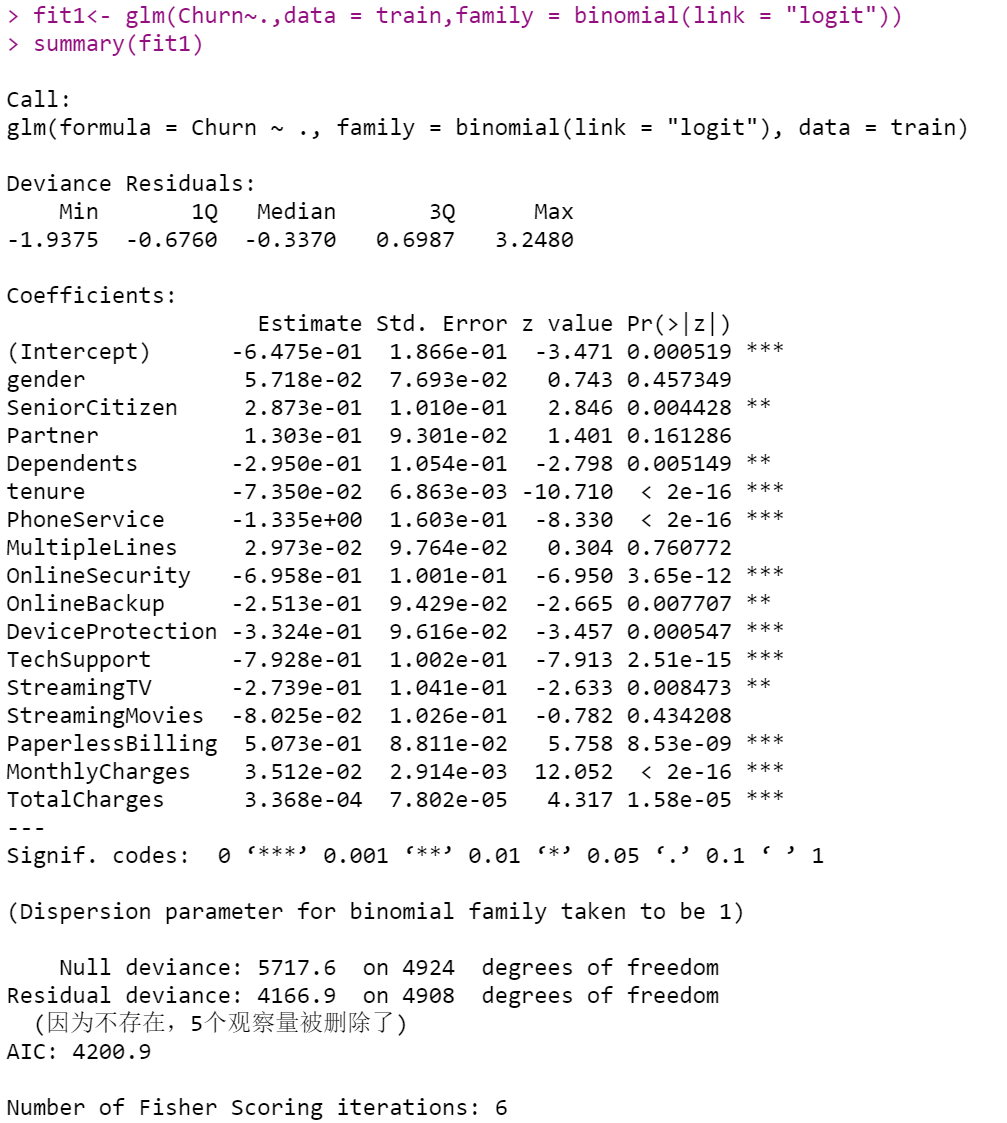 > fit1<- glm(Churn~.,data = train,family = binomial(link = "logit"))
> summary(fit1)
Call:
glm(formula = Churn ~ ., family = binomial(link = "logit"), data = train)
Deviance Residuals:
    Min       1Q   Median       3Q      Max
-1.9375  -0.6760  -0.3370   0.6987   3.2480
Coefficients:
                   Estimate Std. Error z value Pr(>|z|)
(Intercept)      -6.475e-01  1.866e-01  -3.471 0.000519 ***
gender            5.718e-02  7.693e-02   0.743 0.457349
SeniorCitizen     2.873e-01  1.010e-01   2.846 0.004428 **
Partner           1.303e-01  9.301e-02   1.401 0.161286
Dependents       -2.950e-01  1.054e-01  -2.798 0.005149 **
tenure           -7.350e-02  6.863e-03 -10.710  < 2e-16 ***
PhoneService     -1.335e+00  1.603e-01  -8.330  < 2e-16 ***
MultipleLines     2.973e-02  9.764e-02   0.304 0.760772
OnlineSecurity   -6.958e-01  1.001e-01  -6.950 3.65e-12 ***
OnlineBackup     -2.513e-01  9.429e-02  -2.665 0.007707 **
DeviceProtection -3.324e-01  9.616e-02  -3.457 0.000547 ***
TechSupport      -7.928e-01  1.002e-01  -7.913 2.51e-15 ***
StreamingTV      -2.739e-01  1.041e-01  -2.633 0.008473 **
StreamingMovies  -8.025e-02  1.026e-01  -0.782 0.434208
PaperlessBilling  5.073e-01  8.811e-02   5.758 8.53e-09 ***
MonthlyCharges    3.512e-02  2.914e-03  12.052  < 2e-16 ***
TotalCharges      3.368e-04  7.802e-05   4.317 1.58e-05 ***
---
Signif. codes:  0 ‘***’ 0.001 ‘**’ 0.01 ‘*’ 0.05 ‘.’ 0.1 ‘ ’ 1
(Dispersion parameter for binomial family taken to be 1)
    Null deviance: 5717.6  on 4924  degrees of freedom
Residual deviance: 4166.9  on 4908  degrees of freedom
  (因为不存在，5个观察量被删除了)
AIC: 4200.9
Number of Fisher Scoring iterations: 6